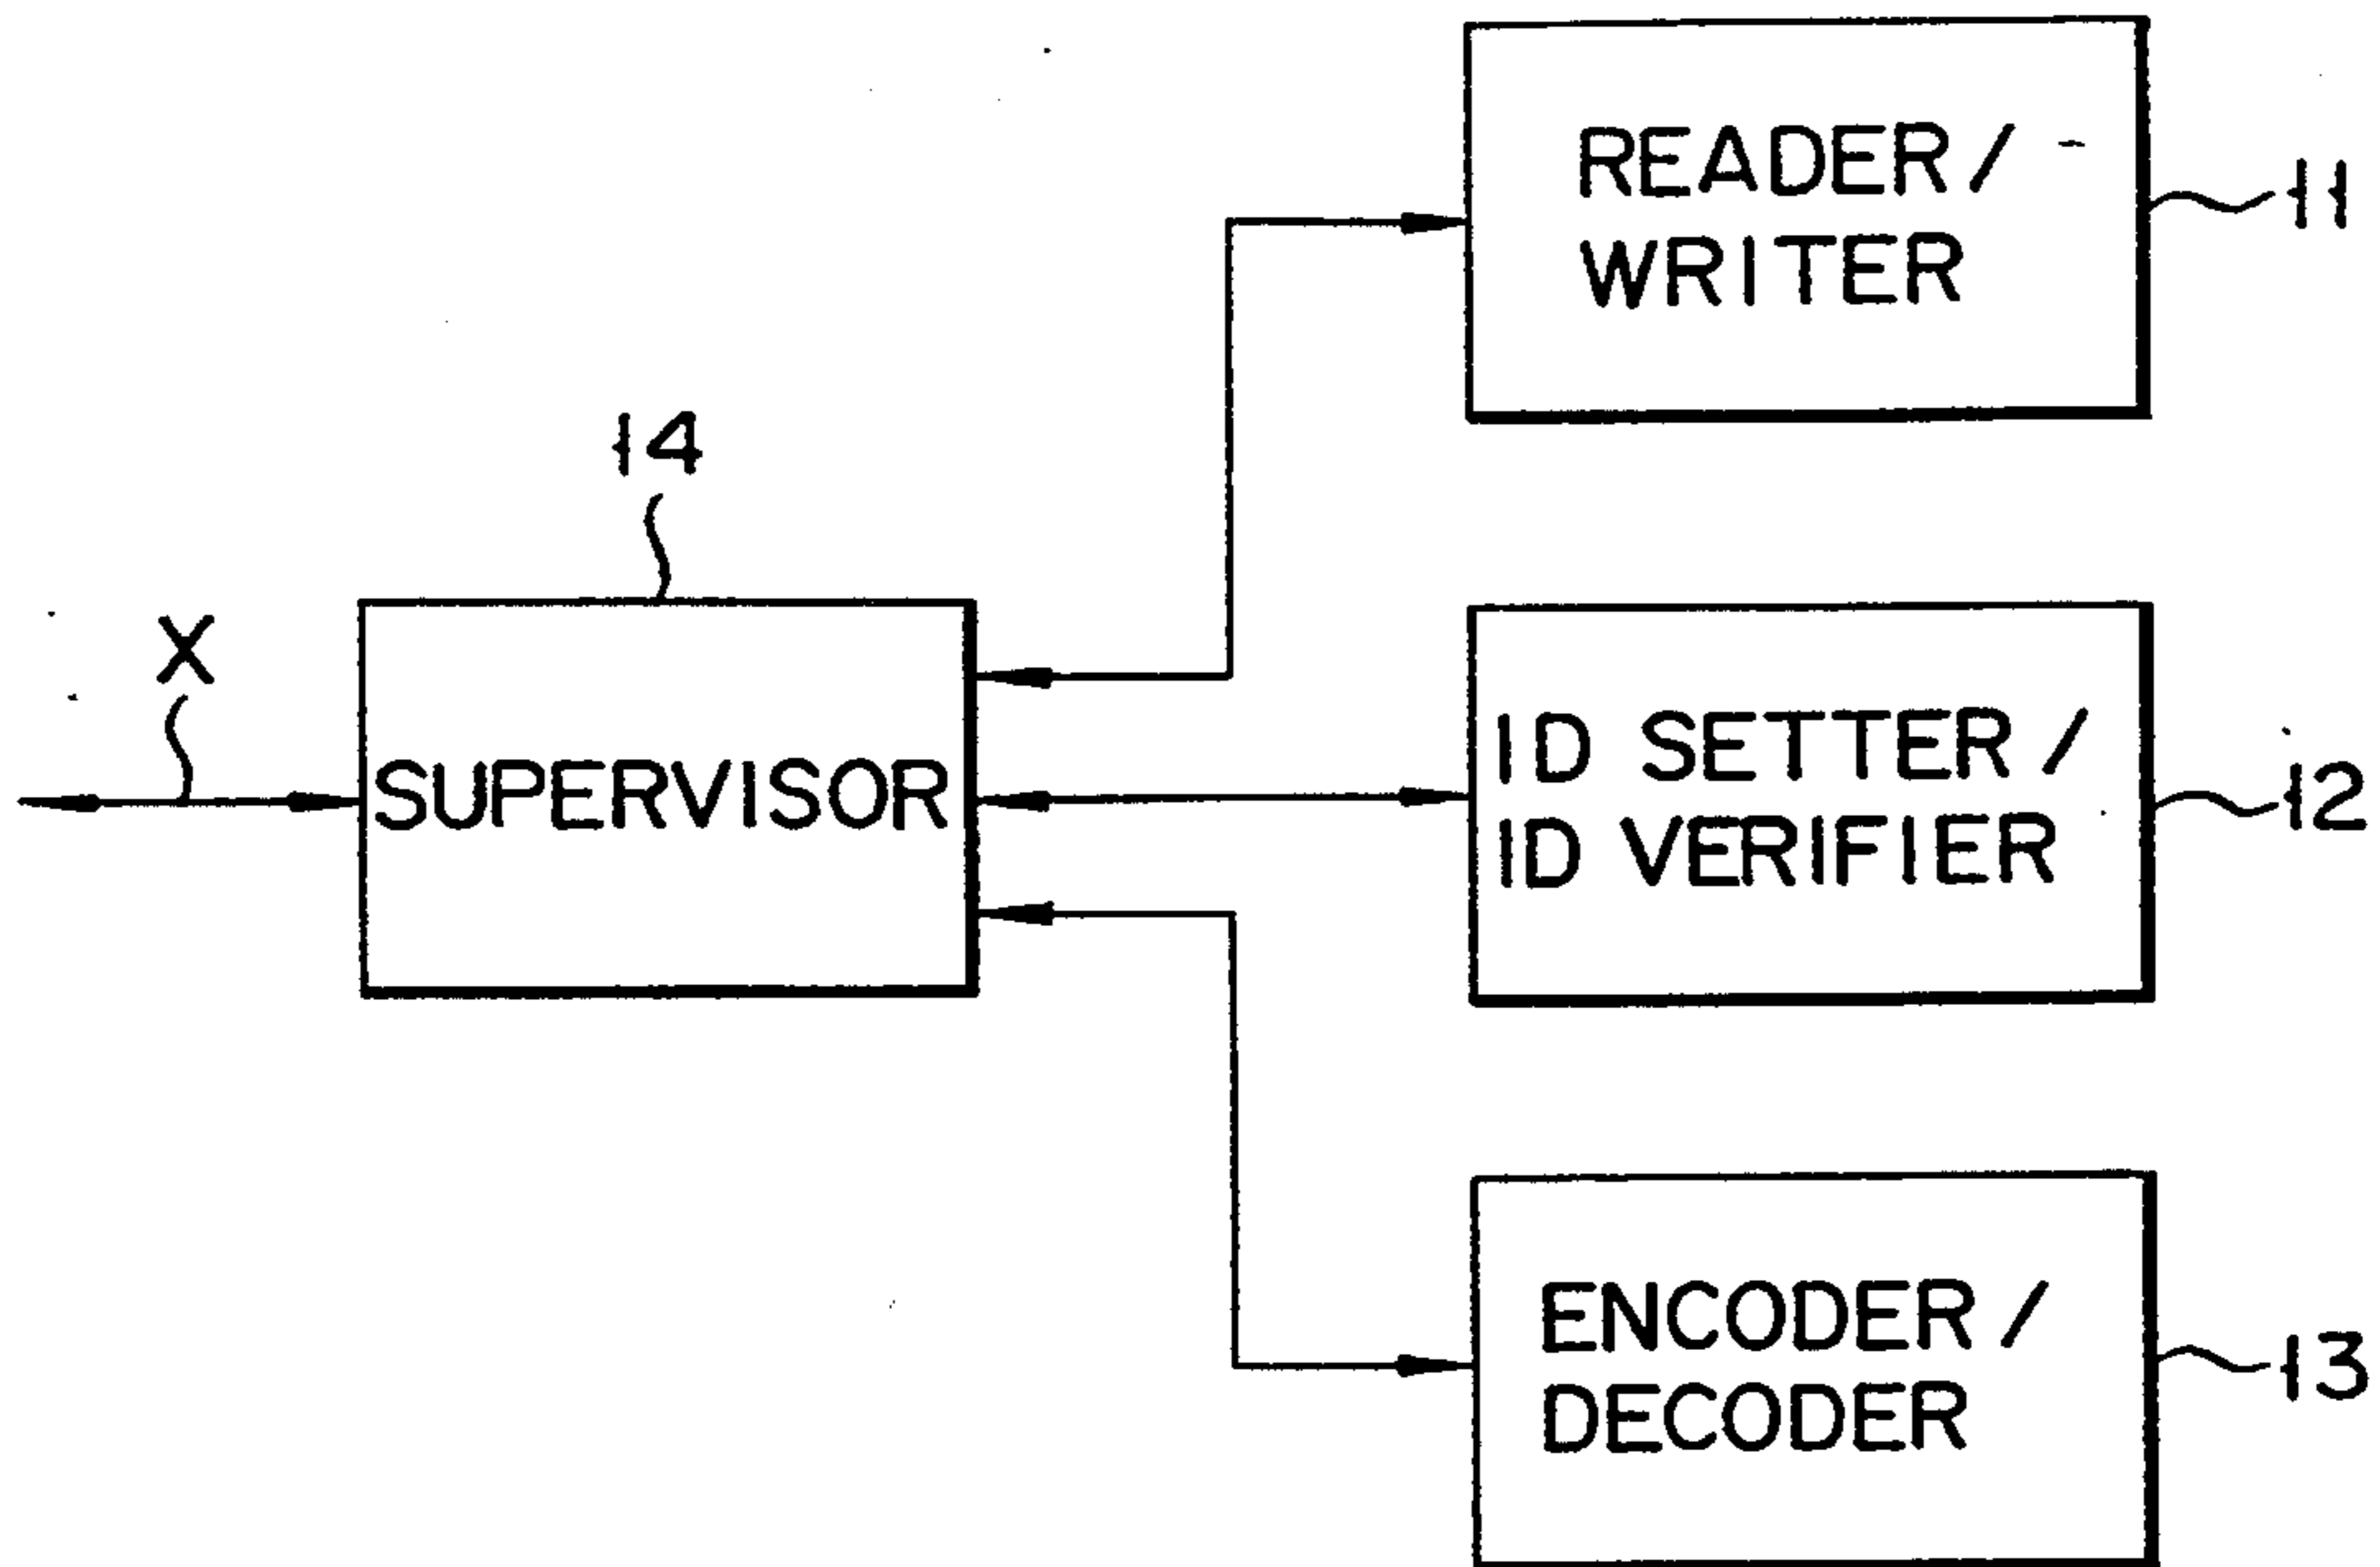 READER /
WRITER
11
14
X
SUPERVISOR
ID SETTER /
ID VERIFIER
12
ENCODER /
DECODER
13